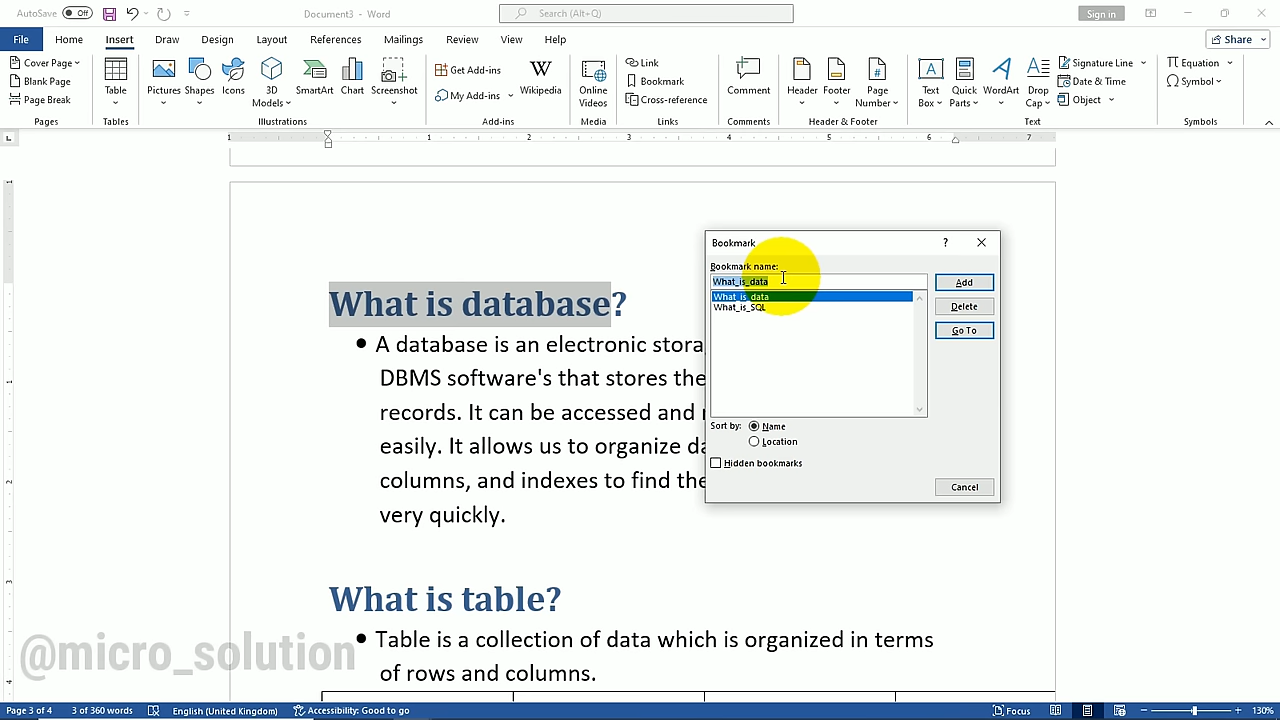 AutoSave Off Document3 - Word Search (Alt+Q) Sign in
File Home Insert Draw Design Layout References Mailings Review View Help Share
Cover Page
Blank Page
Page Break
Pages
Table
Tables
Pictures
Shapes
Icons
3D
Models
SmartArt
Chart
Screenshot
Illustrations
Get Add-ins
My Add-ins
Wikipedia
Add-ins
Online
Videos
Media
Link
Bookmark
Cross-reference
Links
Comment
Comments
Header
Footer
Page
Number
Header & Footer
Text
Box
Quick
Parts
WordArt
Drop
Cap
Signature Line
Date & Time
Object
Text
Equation
Symbol
Symbols
1 1 2 3 4 5 6 7
Bookmark
Bookmark name:
What_is_data
What_is_data
What_is_SQL
Add
Delete
Go To
Sort by: Name
Location
Hidden bookmarks
Cancel
What is database?
• A database is an electronic
DBMS software's that stores
records. It can be accessed and
easily. It allows us to organize
columns, and indexes to find
very quickly.
What is table?
• Table is a collection of data which is organized in terms
of rows and columns.
@micro_solution
Page 3 of 4 3 of 360 words English (United Kingdom) Accessibility: Good to go Focus 130%